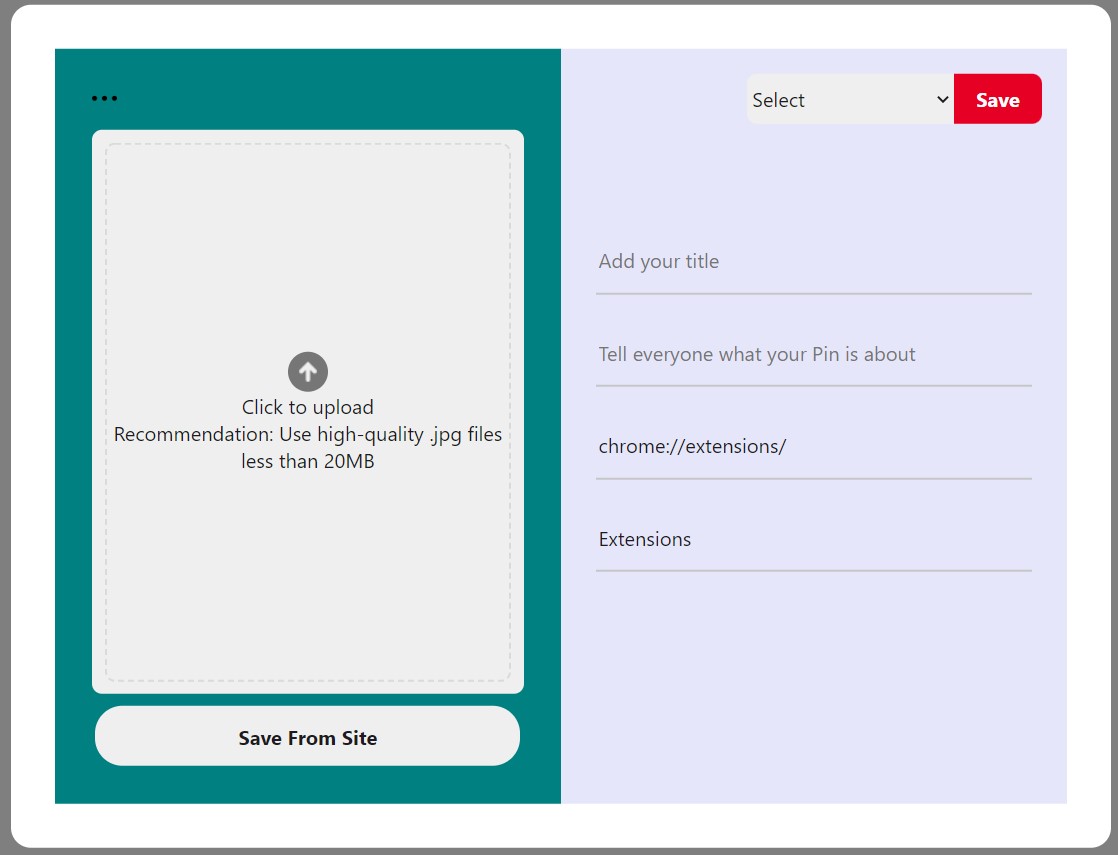 Select
Save
Add your title
Tell everyone what your Pin is about
chrome://extensions/
Extensions
Click to upload
Recommendation: Use high-quality .jpg files
less than 20MB
Save From Site